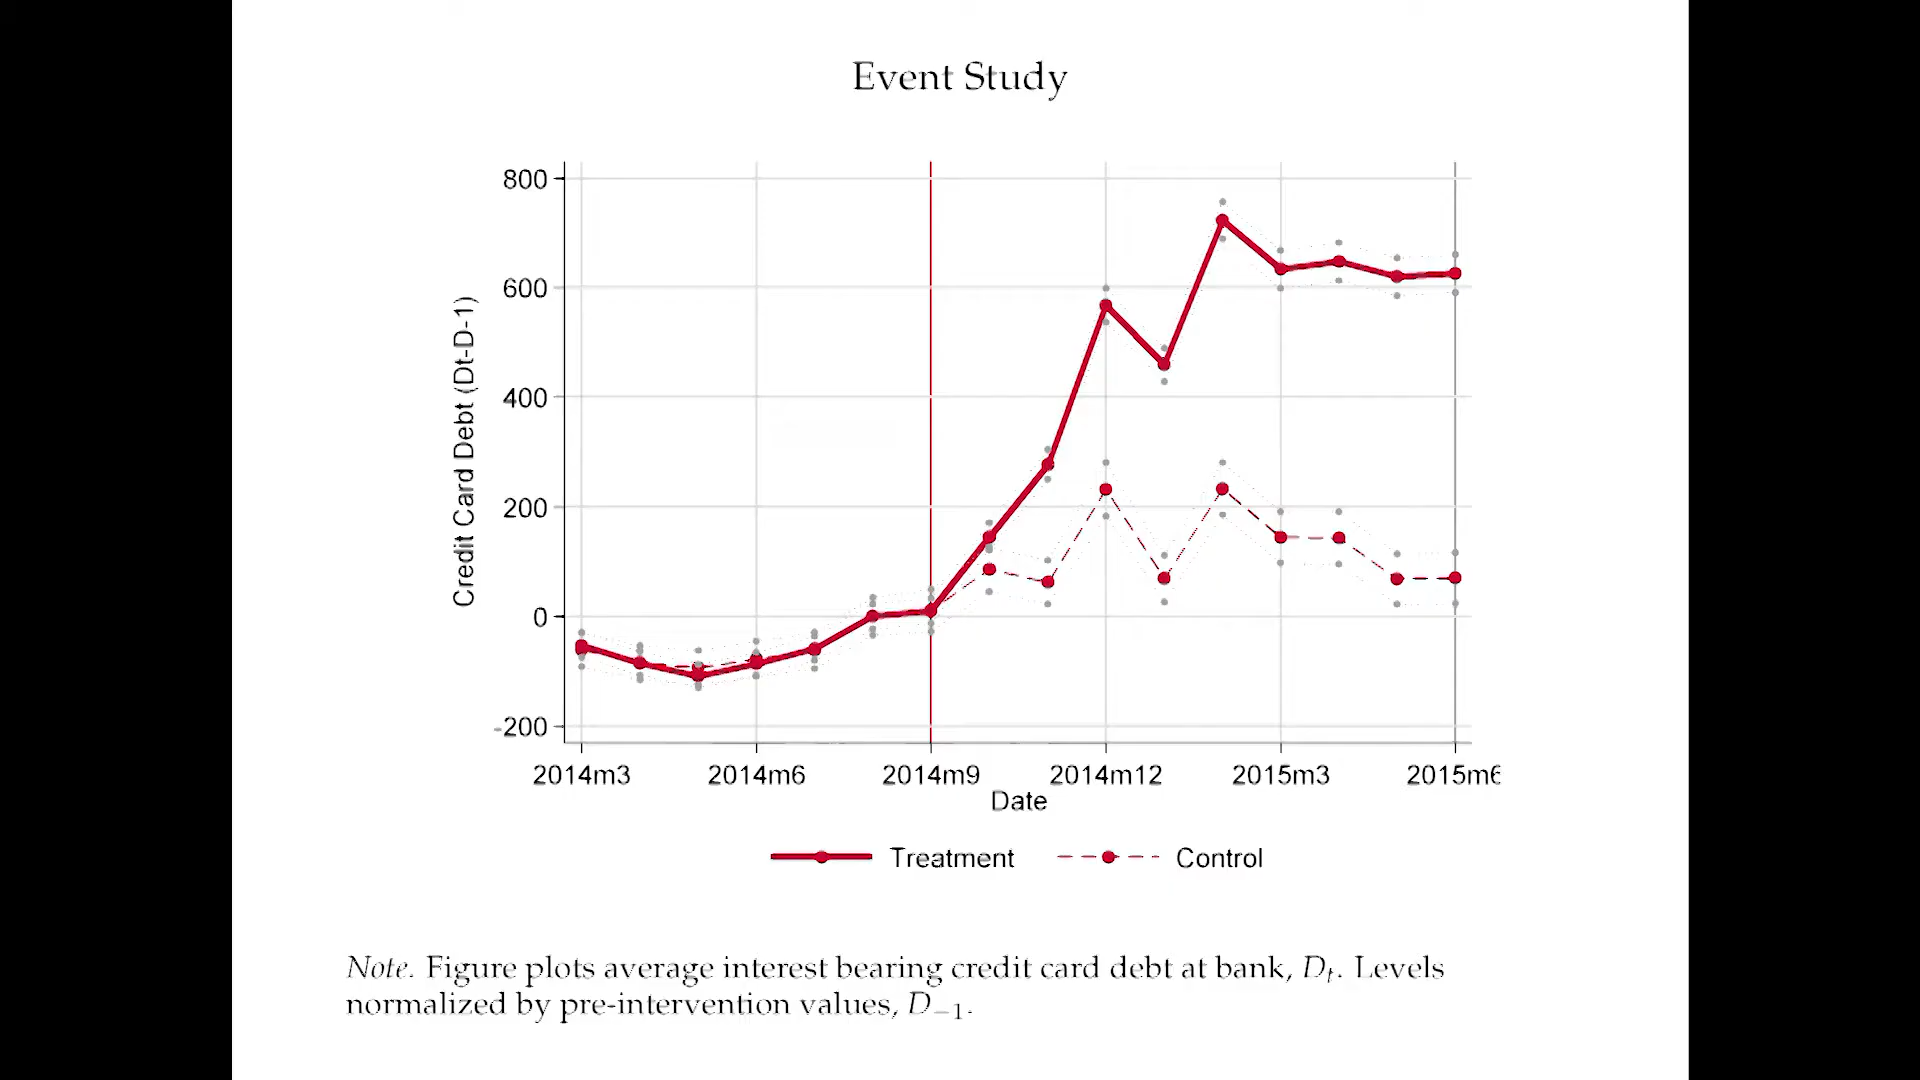 Event Study
800
600
400
200
0
-200
Credit Card Debt (Dt-D-1)
2014m3 2014m6 2014m9 2014m12 2015m3 2015m6
Date
Treatment Control
Note. Figure plots average interest bearing credit card debt at bank, Dt. Levels
normalized by pre-intervention values, D−1.